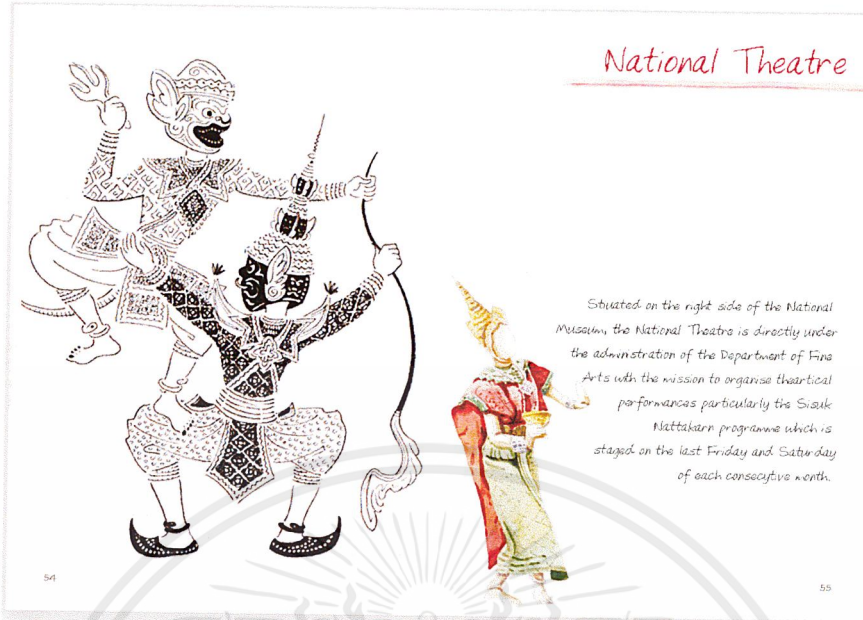 National Theatre
Situated on the right side of the National
Museum, the National Theatre is directly under
the administration of the Department of Fine
Arts with the mission to organise theartical
performances particularly the Sisuk
Nattakarn programme which is
staged on the last Friday and Saturday
of each consecutive month.
54
55